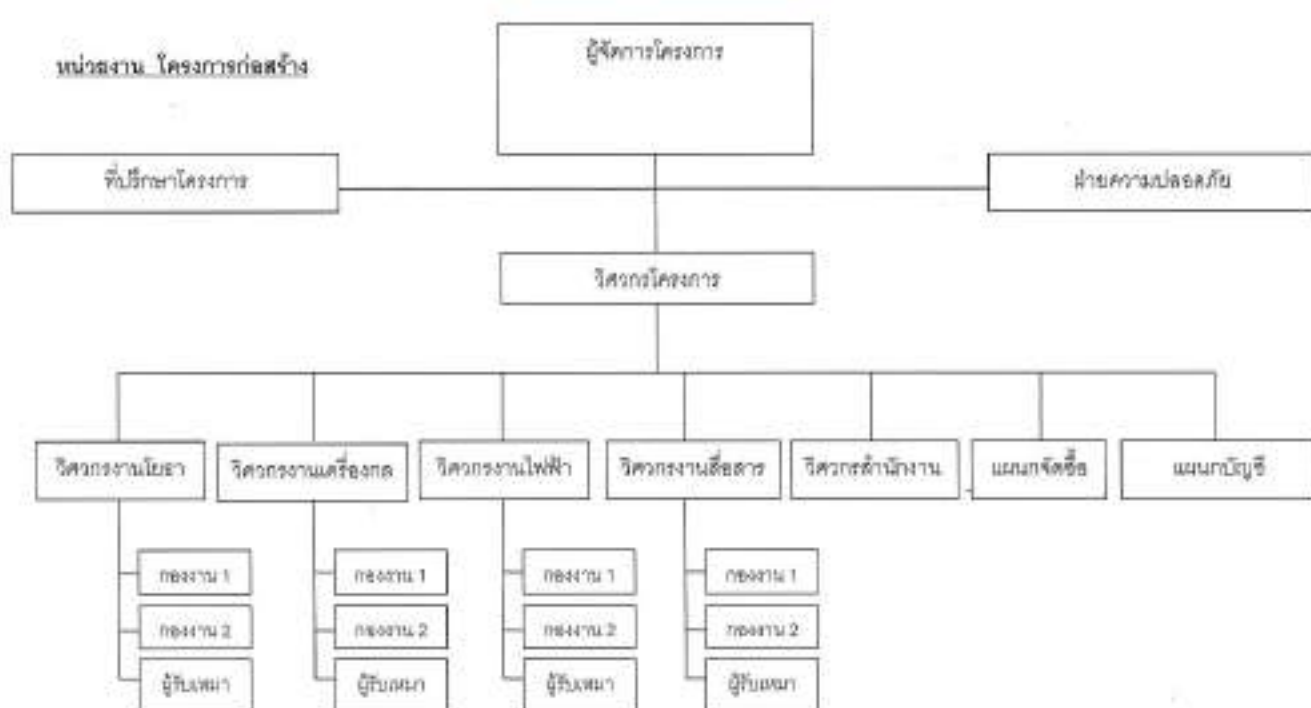 หน่วยงาน โครงการก่อสร้าง
ผู้จัดการโครงการ
ที่ปรึกษาโครงการ
ฝ่ายความปลอดภัย
วิศวกรโครงการ
วิศวกรงานโยธา
วิศวกรงานเครื่องกล
วิศวกรงานไฟฟ้า
วิศวกรงานสื่อสาร
วิศวกรสำนักงาน
แผนกจัดซื้อ
แผนกบัญชี
กองงาน 1
กองงาน 1
กองงาน 1
กองงาน 1
กองงาน 2
กองงาน 2
กองงาน 2
กองงาน 2
ผู้รับเหมา
ผู้รับเหมา
ผู้รับเหมา
ผู้รับเหมา